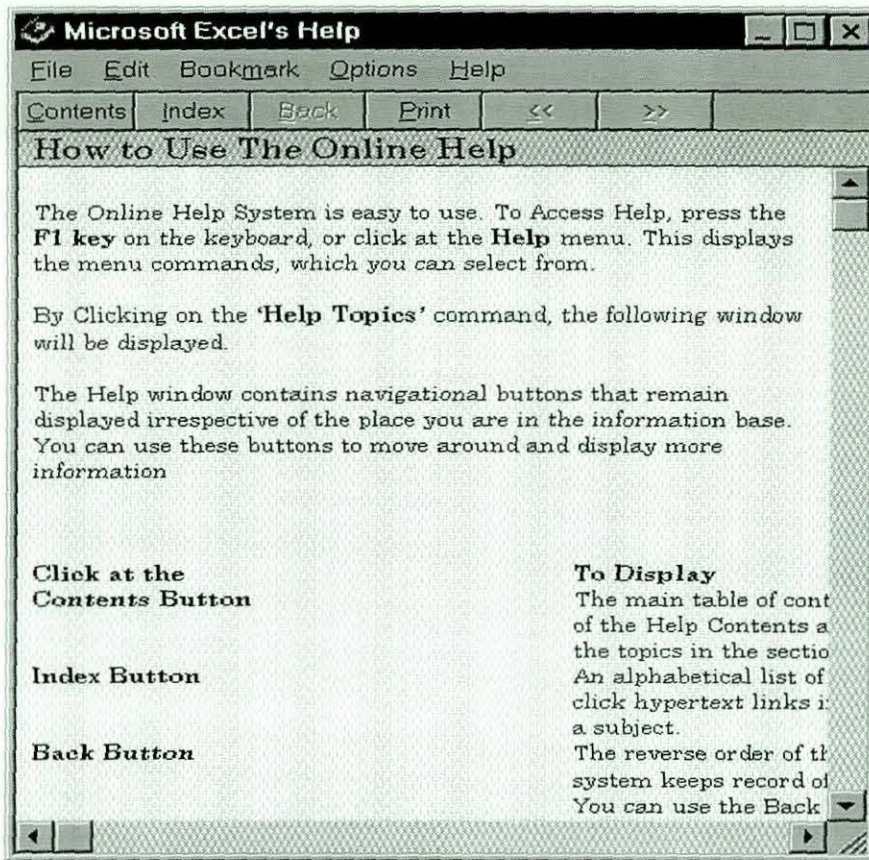 Microsoft Excel's Help
File Edit Bookmark Options Help
Contents Index Back Print << >>
How to Use The Online Help
The Online Help System is easy to use. To Access Help, press the
F1 key on the keyboard, or click at the Help menu. This displays
the menu commands, which you can select from.
By Clicking on the 'Help Topics' command, the following window
will be displayed.
The Help window contains navigational buttons that remain
displayed irrespective of the place you are in the information base.
You can use these buttons to move around and display more
information
Click at the To Display
Contents Button The main table of cont
of the Help Contents a
the topics in the sectio
Index Button An alphabetical list of
click hypertext links i
a subject.
Back Button The reverse order of th
system keeps record of
You can use the Back